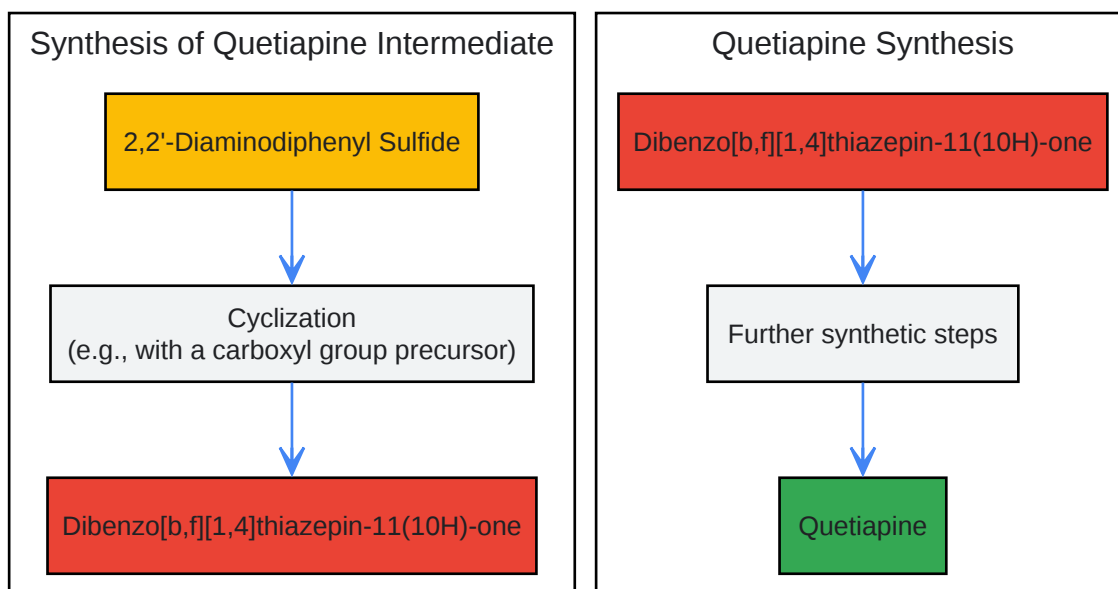 Synthesis of Quetiapine Intermediate
2,2'-Diaminodiphenyl Sulfide
Cyclization
(e.g., with a carboxyl group precursor)
Dibenzo[b,f][1,4]thiazepin-11(10H)-one
Quetiapine Synthesis
Dibenzo[b,f][1,4]thiazepin-11(10H)-one
Further synthetic steps
Quetiapine